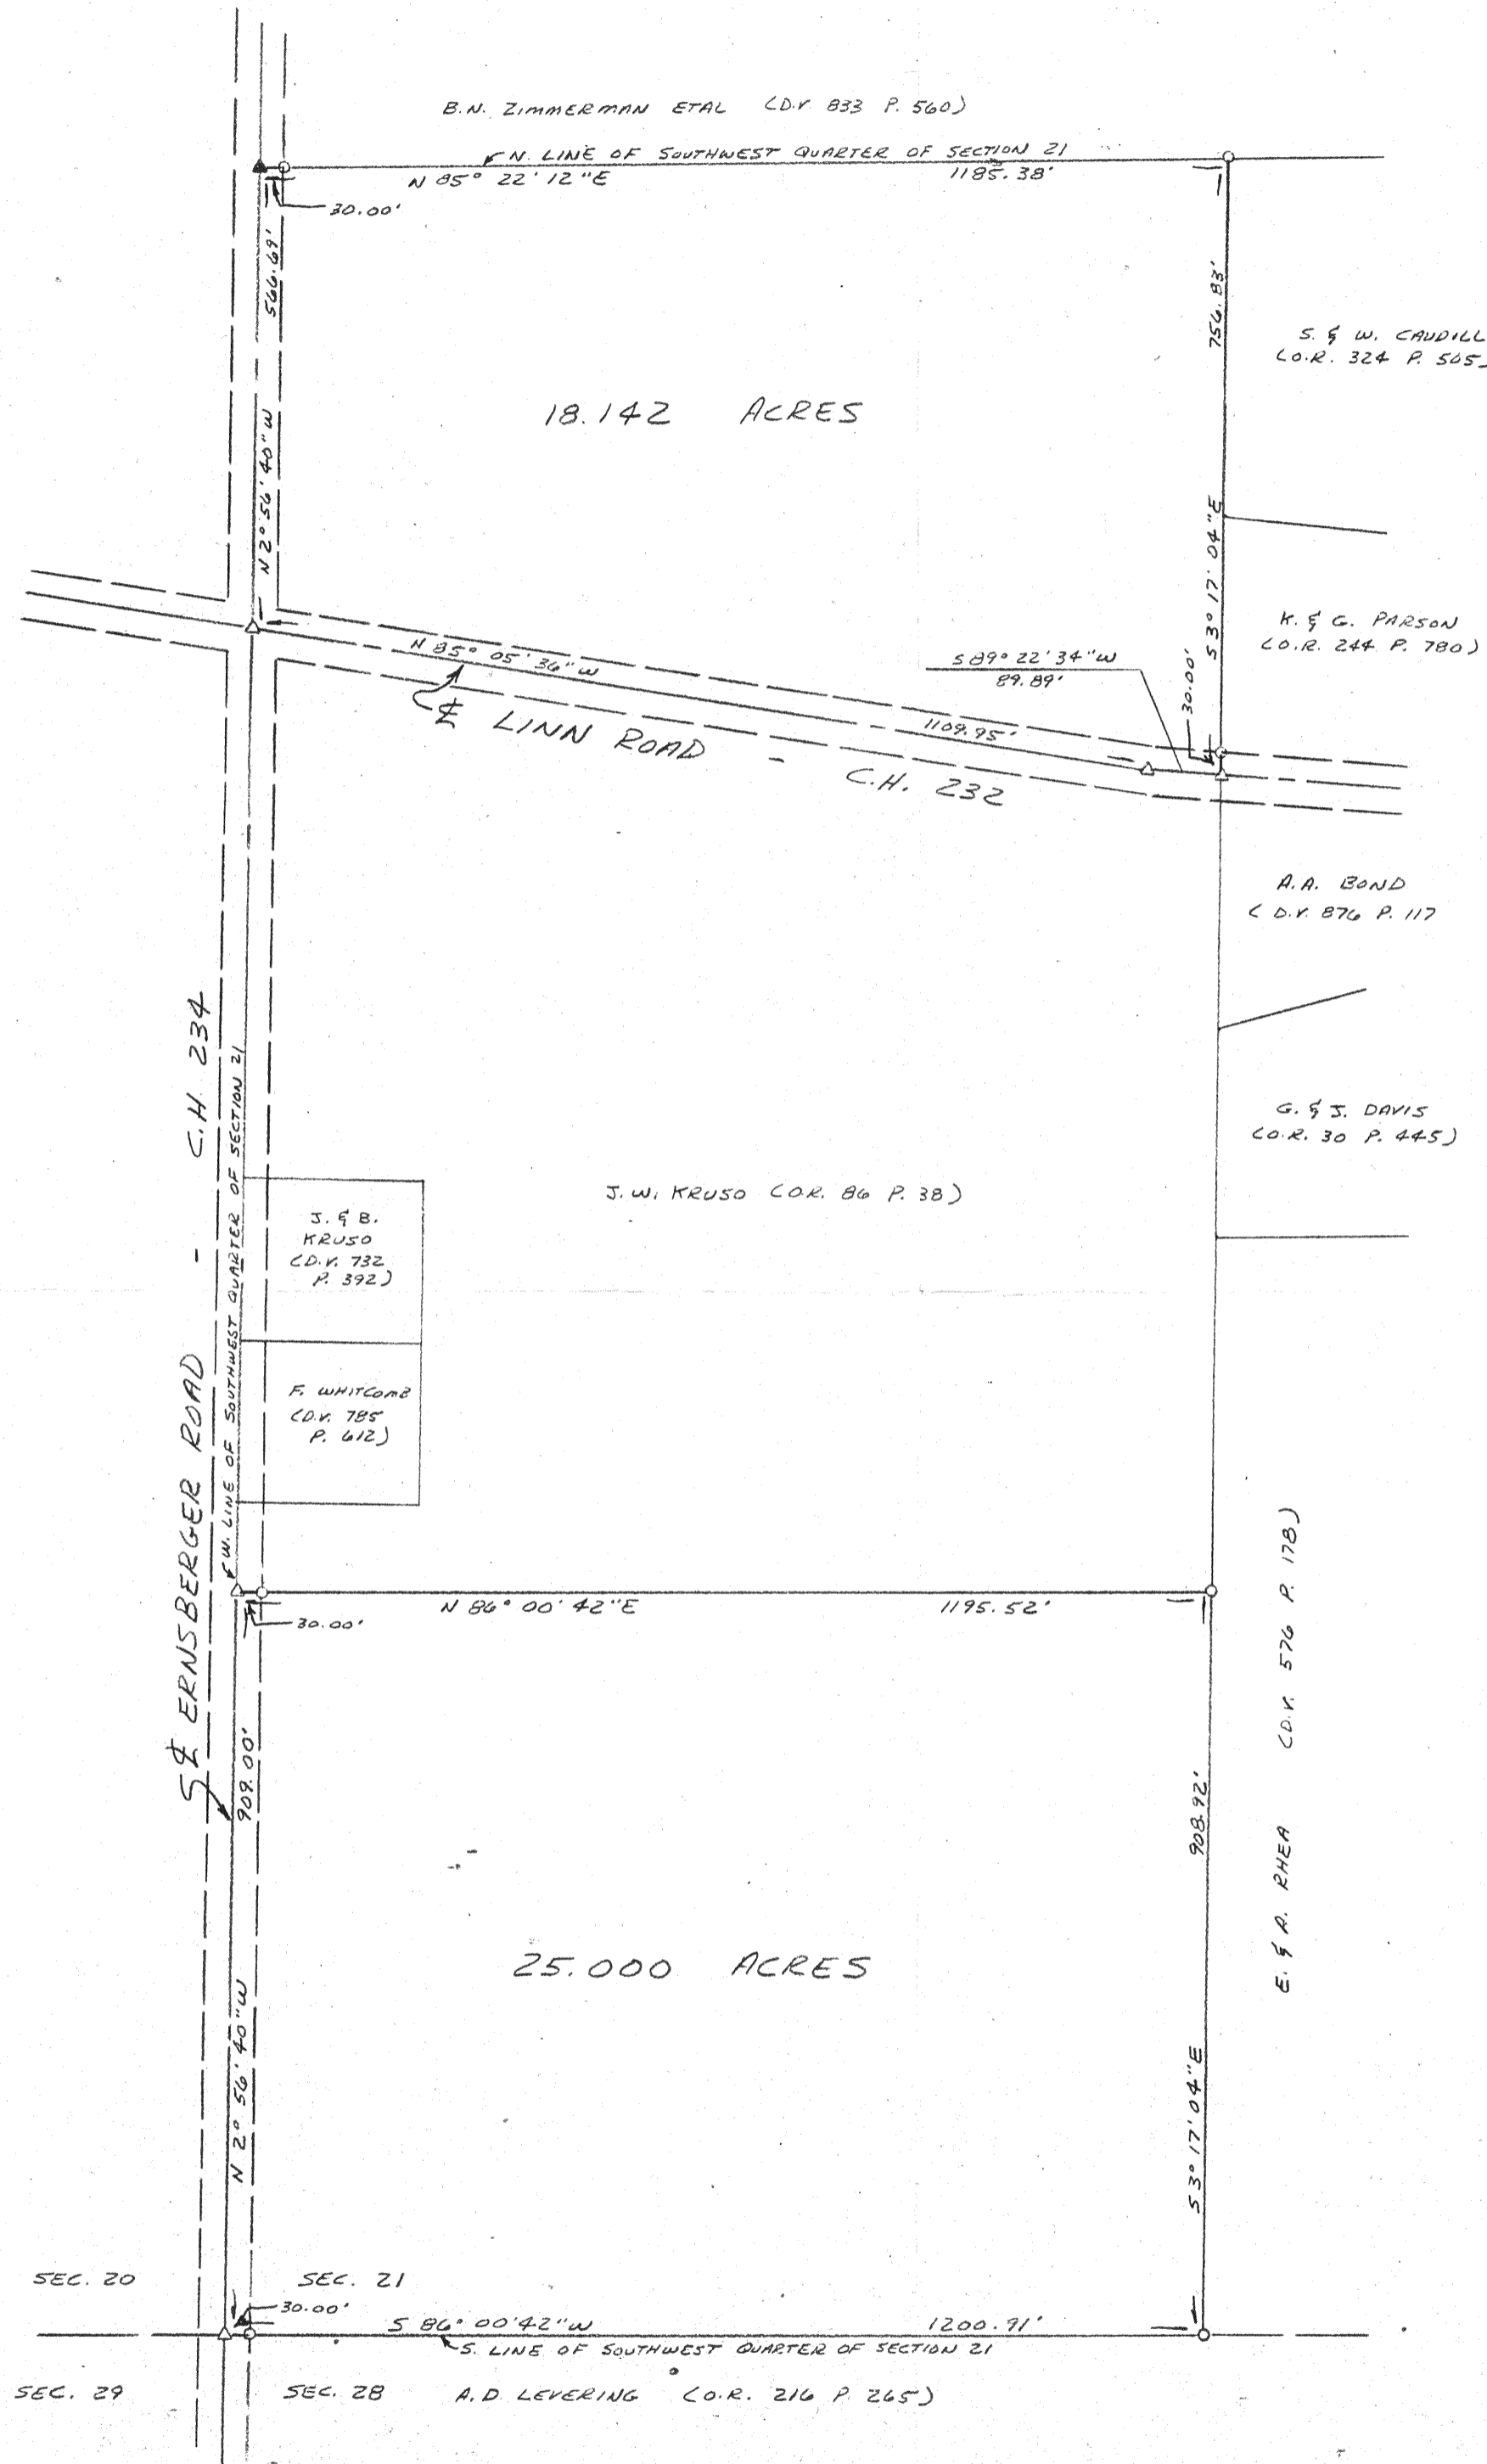 B.N. ZIMMERMAN ETAL (D.V. 833 P. 560)
N. LINE OF SOUTHWEST QUARTER OF SECTION 21
N 85° 22' 12"E 1185.38'
30.00'
566.69'
N 2° 56' 40" W
756.83'
S 3° 17' 04"E
S. & W. CAUDILL
(O.R. 324 P. 505
18.142 ACRES
K. & G. PARSON
(O.R. 244 P. 780)
N 85° 05' 36" W
1109.95'
S 89° 22' 34" W
89.89'
30.00'
℄ LINN ROAD - C.H. 232
A.A. BOND
(D.V. 876 P. 117
G. & J. DAVIS
(O.R. 30 P. 445)
℄ ERNSBERGER ROAD - C.H. 234
W. LINE OF SOUTHWEST QUARTER OF SECTION 21
J. & B.
KRUSO
(D.V. 732
P. 392)
J.W. KRUSO (O.R. 86 P. 38)
F. WHITCOMB
(D.V. 785
P. 612)
N 86° 00' 42"E 1195.52'
30.00'
909.00'
N 2° 56' 40" W
908.92'
S 3° 17' 04"E
E. & A. RHEA (D.V. 576 P. 178)
25.000 ACRES
SEC. 20
SEC. 21
30.00'
S 86° 00' 42" W 1200.91'
S. LINE OF SOUTHWEST QUARTER OF SECTION 21
SEC. 29
SEC. 28
A.D. LEVERING (O.R. 216 P. 265)